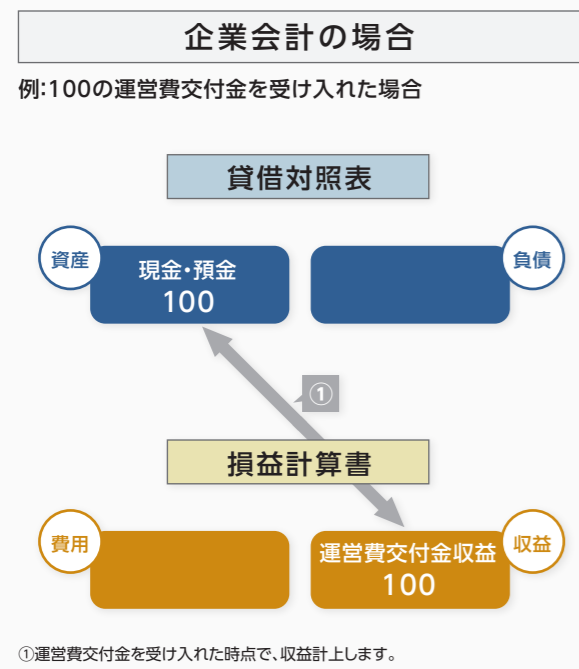 企業会計の場合
例:100の運営費交付金を受け入れた場合
貸借対照表
資産
現金・預金
100
負債
①
損益計算書
費用
運営費交付金収益
100
収益
①運営費交付金を受け入れた時点で、収益計上します。